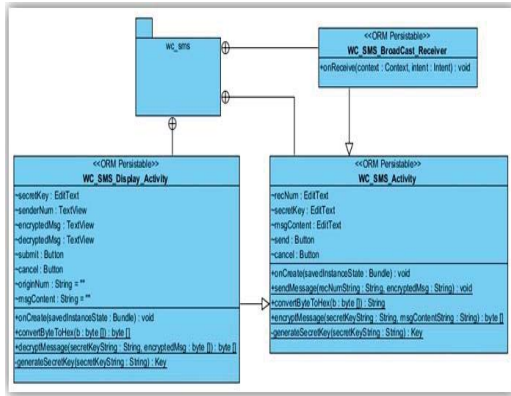 wc_sms
<<ORM Persistable>>
WC_SMS_BroadCast_Receiver
+onReceive(context : Context, intent : Intent) : void
<<ORM Persistable>>
WC_SMS_Display_Activity
~secretKey : EditText
~senderNum : TextView
~encryptedMsg : TextView
~decryptedMsg : TextView
~submit : Button
~cancel : Button
~originNum : String = ""
~msgContent : String = ""
+onCreate(savedInstanceState : Bundle) : void
+convertByteToHex(b : byte []) : byte []
+decryptMessage(secretKeyString : String, encryptedMsg : byte []) : byte []
-generateSecretKey(secretKeyString : String) : Key
<<ORM Persistable>>
WC_SMS_Activity
~recNum : EditText
~secretKey : EditText
~msgContent : EditText
~send : Button
~cancel : Button
+onCreate(savedInstanceState : Bundle) : void
+sendMessage(recNumString : String, encryptedMsg : String) : void
+convertByteToHex(b : byte []) : String
+encryptMessage(secretKeyString : String, msgContentString : String) : byte []
-generateSecretKey(secretKeyString : String) : Key